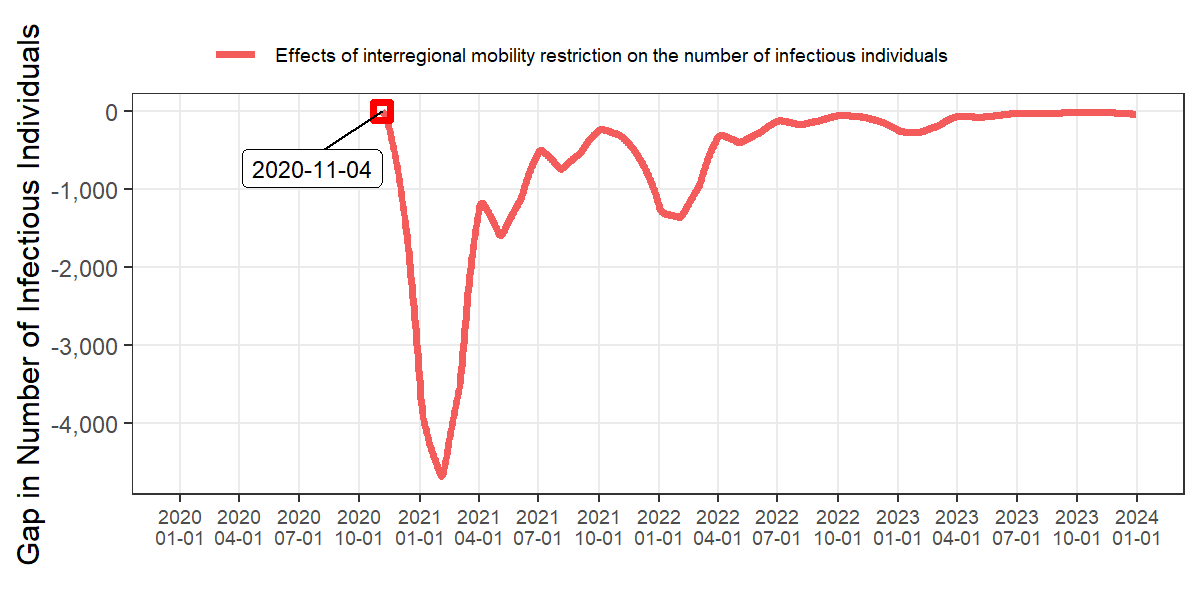 Effects of interregional mobility restriction on the number of infectious individuals
Gap in Number of Infectious Individuals
0
-1,000
-2,000
-3,000
-4,000
2020-11-04
2020 2020 2020 2020 2021 2021 2021 2021 2022 2022 2022 2022 2023 2023 2023 2023 2024
01-01 04-01 07-01 10-01 01-01 04-01 07-01 10-01 01-01 04-01 07-01 10-01 01-01 04-01 07-01 10-01 01-01